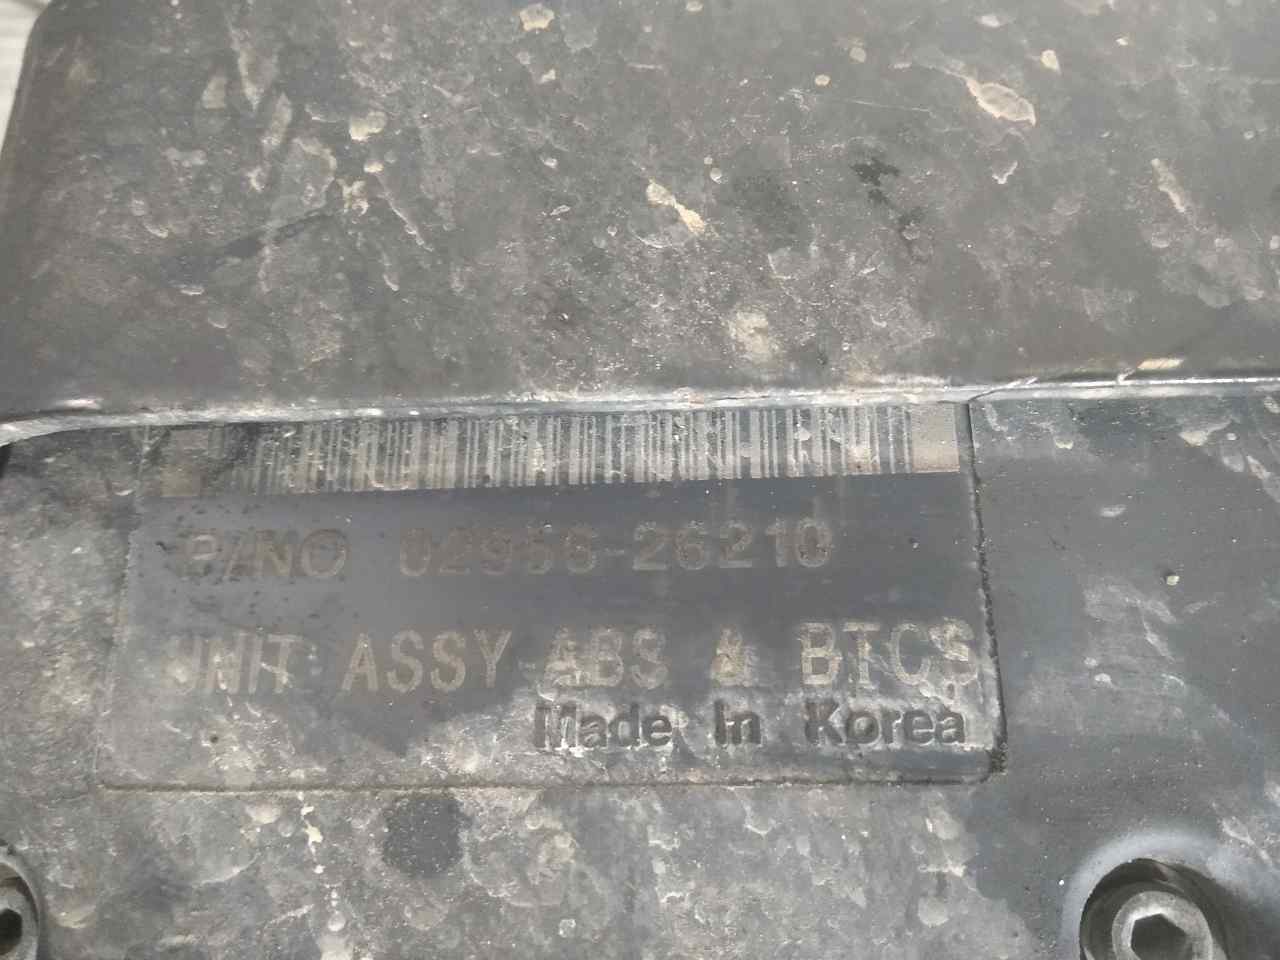 P/NO 02956-26210
UNIT ASSY-ABS & BTCS
Made In Korea